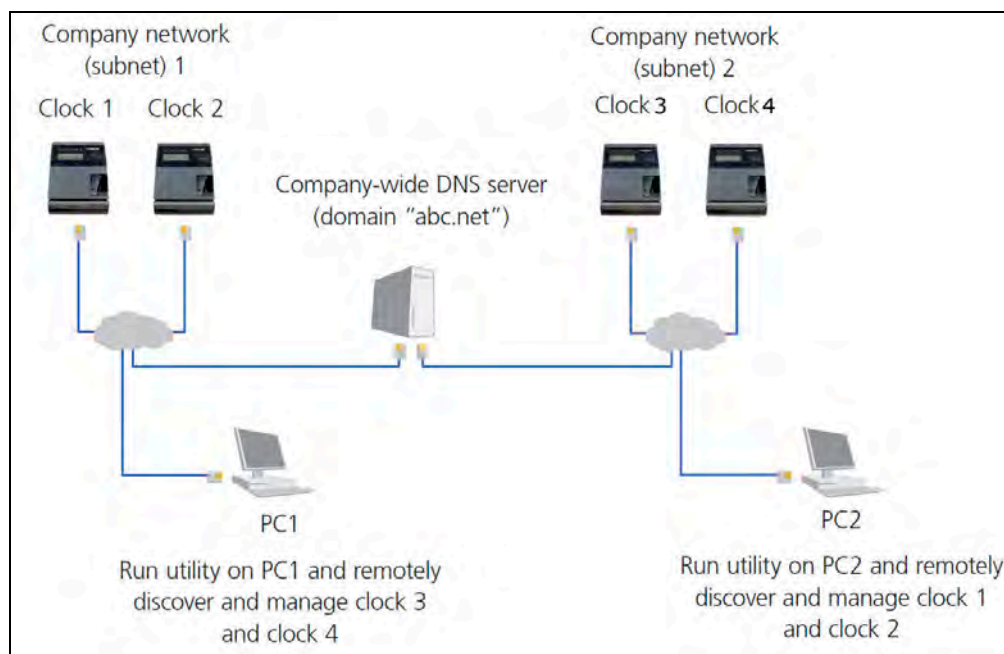 Company network
(subnet) 1
Company network
(subnet) 2
Clock 1 Clock 2
Clock 3 Clock 4
Company-wide DNS server
(domain “abc.net”)
PC1
PC2
Run utility on PC1 and remotely
discover and manage clock 3
and clock 4
Run utility on PC2 and remotely
discover and manage clock 1
and clock 2